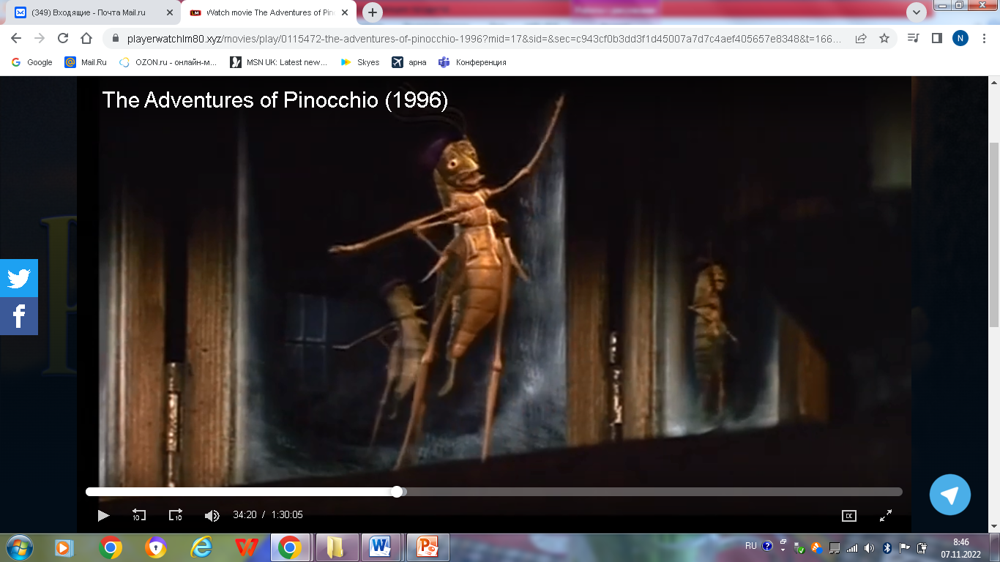 (349) Входящие - Почта Mail.ru
Watch movie The Adventures of Pin
playerwatchlm80.xyz/movies/play/0115472-the-adventures-of-pinocchio-1996?mid=17&sid=&sec=c943cf0b3dd3f1d45007a7d7c4aef405657e8348&t=166...
N
Google
Mail.Ru
OZON.ru - онлайн-м...
MSN UK: Latest new...
Skyes
арна
Конференция
The Adventures of Pinocchio (1996)
10
10
34:20 / 1:30:05
RU
8:46
07.11.2022